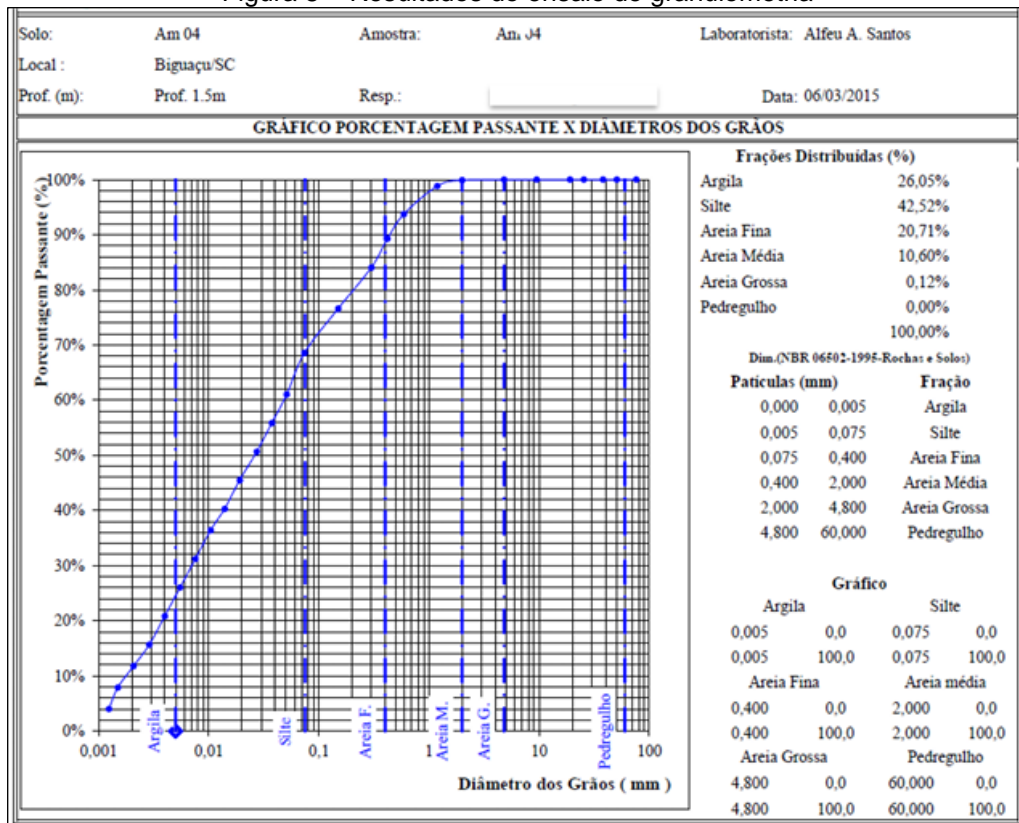 Figura 3 – Resultados do ensaio de granulometria
Solo: Am 04 Amostra: Am 04 Laboratorista: Alfeu A. Santos
Local : Biguaçu/SC
Prof. (m): Prof. 1.5m Resp.: Data: 06/03/2015
GRÁFICO PORCENTAGEM PASSANTE X DIÂMETROS DOS GRÃOS
Porcentagem Passante (%)
100%
90%
80%
70%
60%
50%
40%
30%
20%
10%
0%
Argila
Silte
Areia F.
Areia M.
Areia G.
Pedregulho
0,001 0,01 0,1 1 10 100
Diâmetro dos Grãos ( mm )
Frações Distribuídas (%)
Argila 26,05%
Silte 42,52%
Areia Fina 20,71%
Areia Média 10,60%
Areia Grossa 0,12%
Pedregulho 0,00%
100,00%
Dim.(NBR 06502-1995-Rochas e Solos)
Patículas (mm) Fração
0,000 0,005 Argila
0,005 0,075 Silte
0,075 0,400 Areia Fina
0,400 2,000 Areia Média
2,000 4,800 Areia Grossa
4,800 60,000 Pedregulho
Gráfico
Argila Silte
0,005 0,0 0,075 0,0
0,005 100,0 0,075 100,0
Areia Fina Areia média
0,400 0,0 2,000 0,0
0,400 100,0 2,000 100,0
Areia Grossa Pedregulho
4,800 0,0 60,000 0,0
4,800 100,0 60,000 100,0